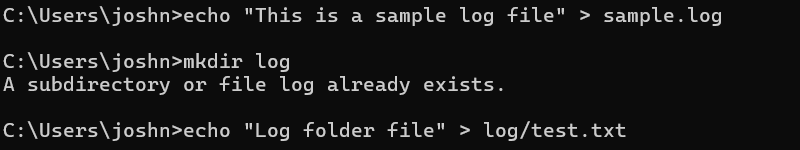 C:\Users\joshn>echo "This is a sample log file" > sample.log
C:\Users\joshn>mkdir log
A subdirectory or file log already exists.
C:\Users\joshn>echo "Log folder file" > log/test.txt